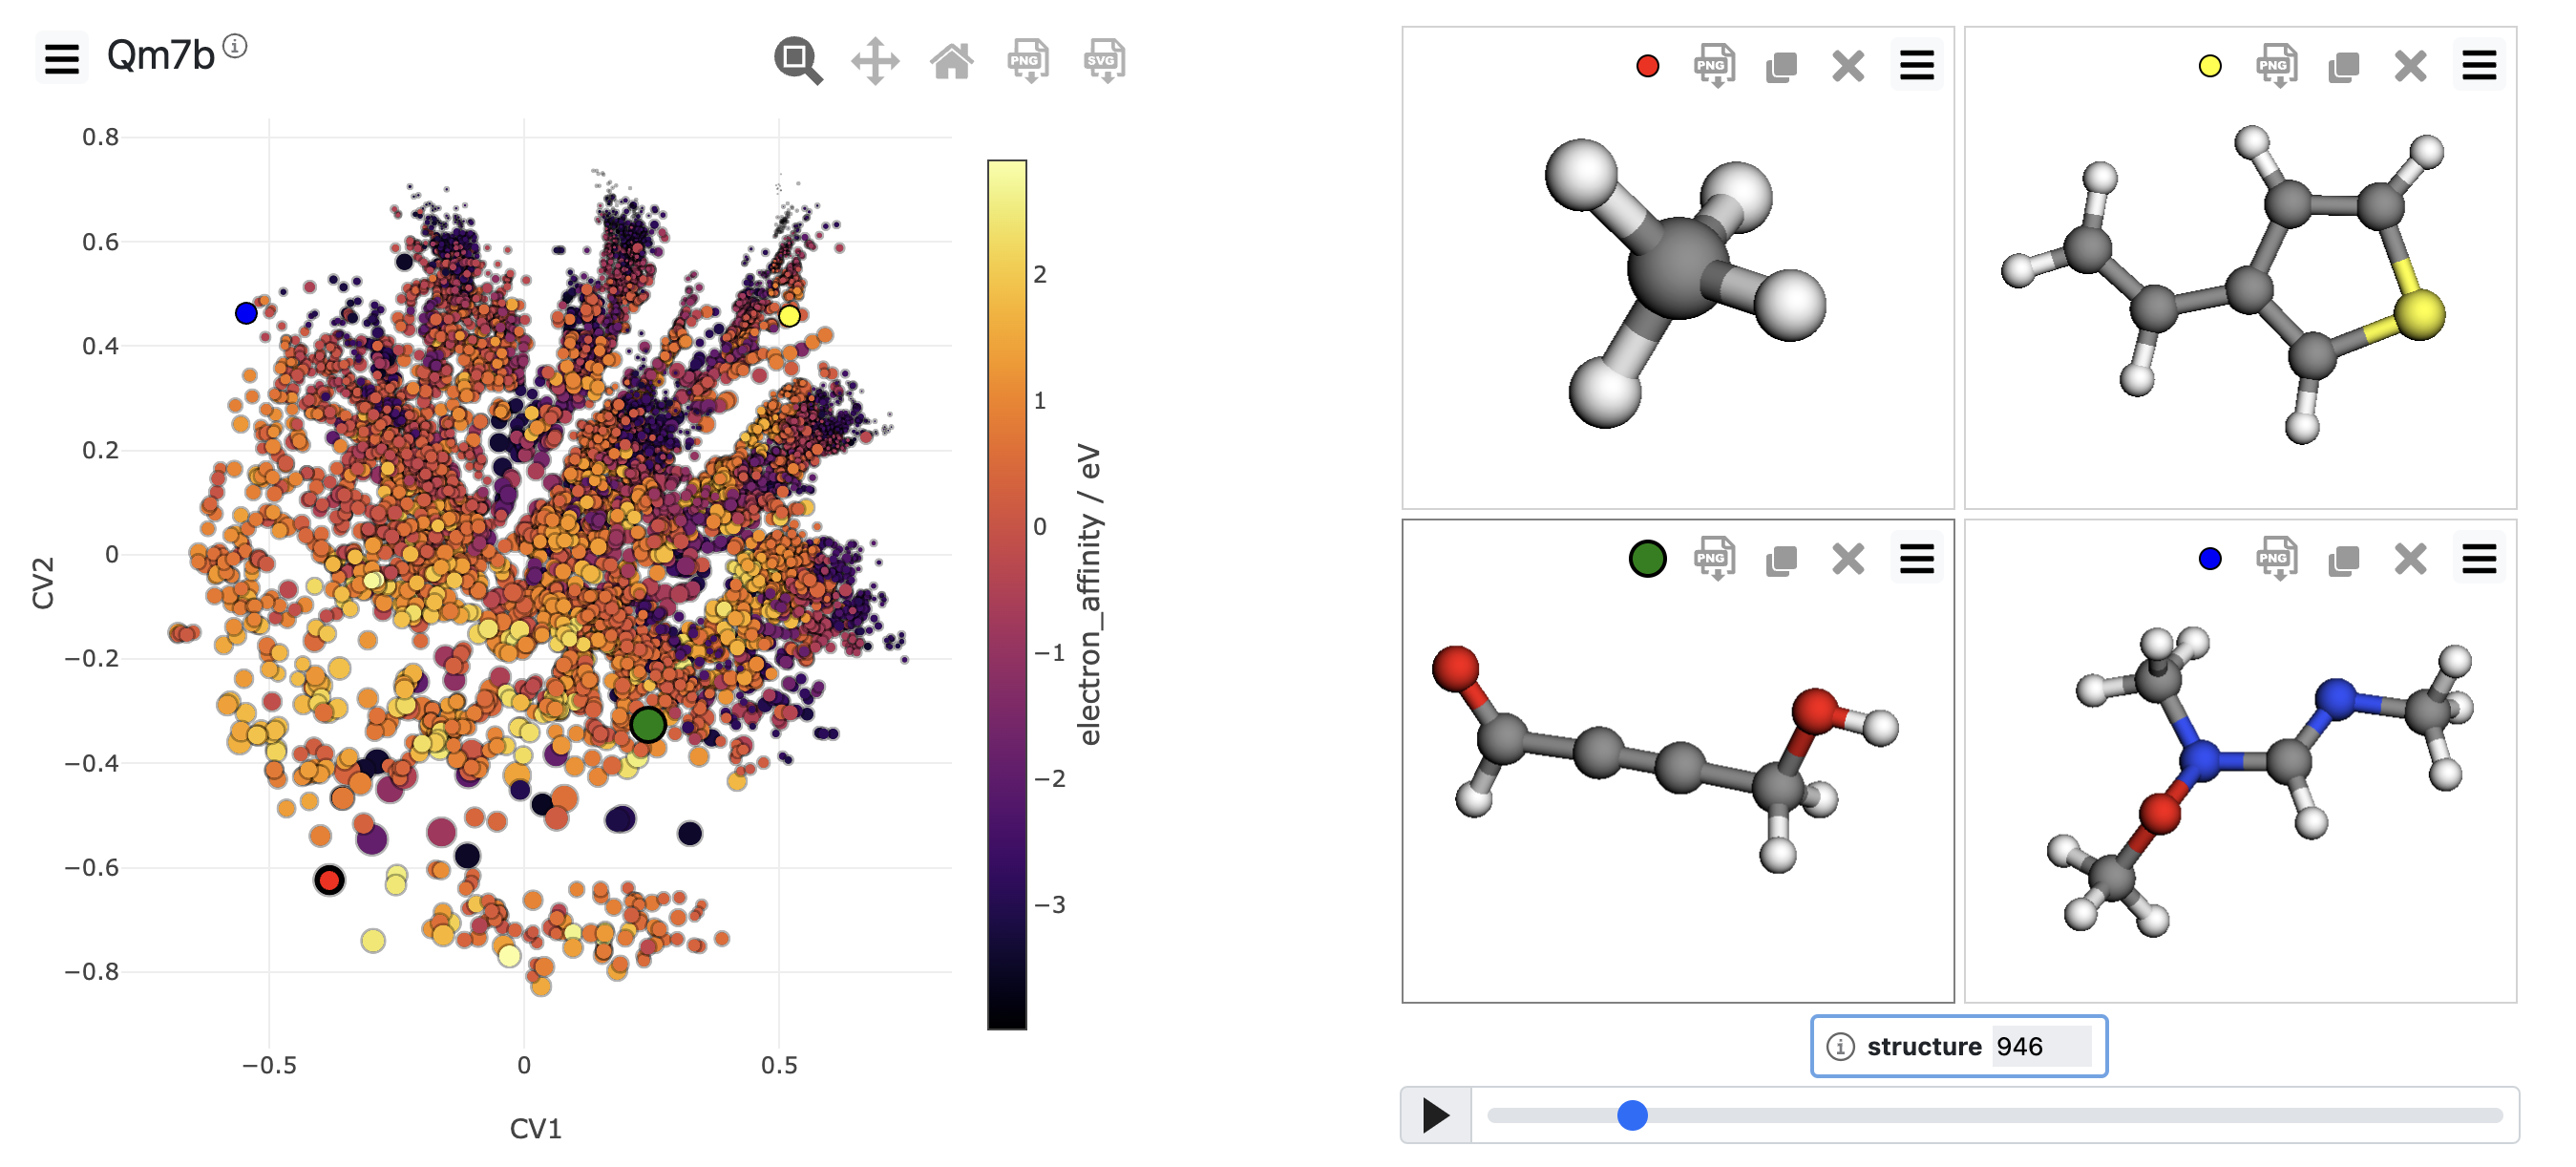 Qm7b
PNG
SVG
0.8
0.6
0.4
0.2
0
−0.2
−0.4
−0.6
−0.8
CV2
−0.5
0
0.5
CV1
2
1
0
−1
−2
−3
electron_affinity / eV
PNG
PNG
PNG
PNG
structure 946